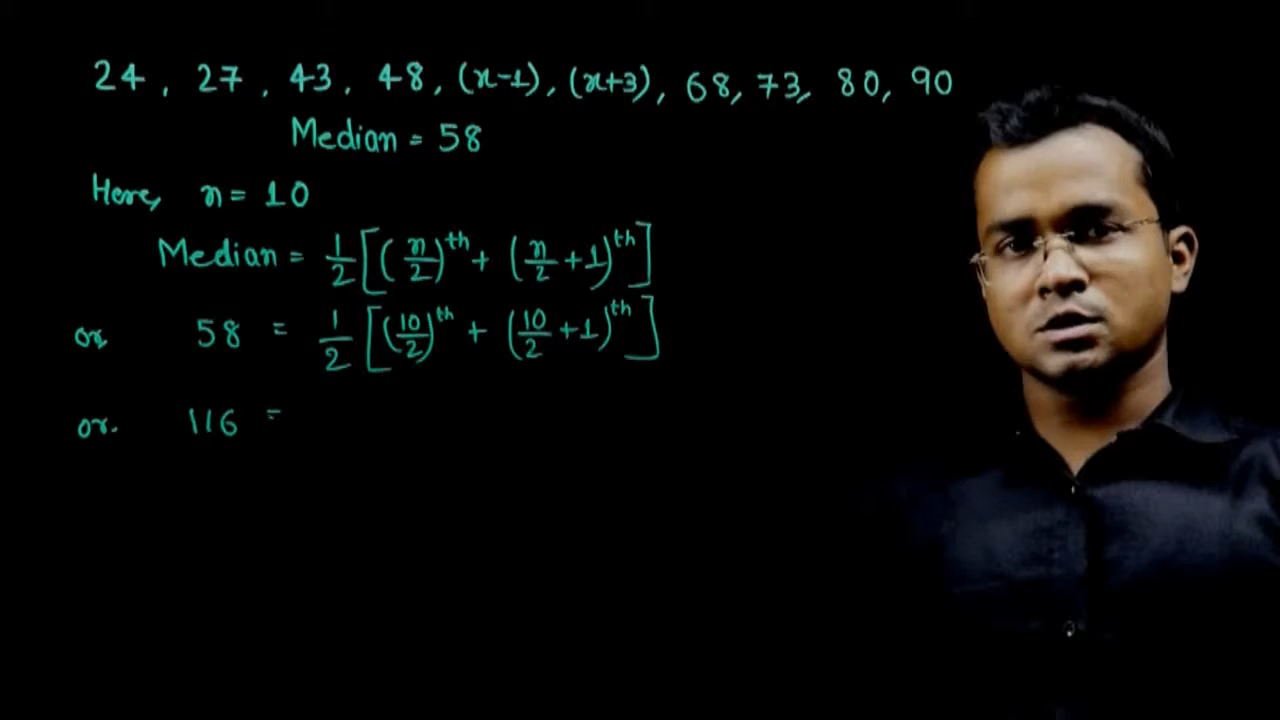 24, 27, 43, 48, (x-1), (x+3), 68, 73, 80, 90
Median = 58
Here, n = 10
Median = 1/2 [(n/2)^th + (n/2 + 1)^th]
or, 58 = 1/2 [(10/2)^th + (10/2 + 1)^th]
or. 116 =